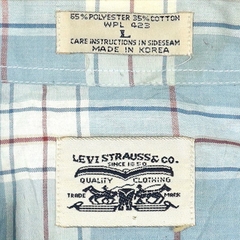 65% POLYESTER 35% COTTON
WPL 423
L
CARE INSTRUCTIONS IN SIDESEAM
MADE IN KOREA
LEVI STRAUSS & CO.
SINCE 1850
QUALITY CLOTHING
TRADE MARK